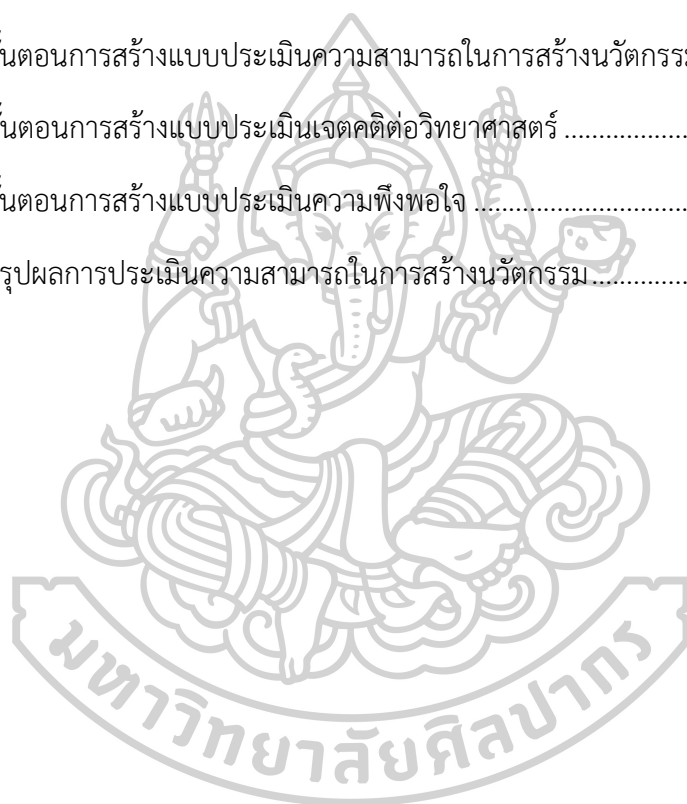 ขั้นตอนการสร้างแบบประเมินความสามารถในการสร้างนวัตกรรม
ขั้นตอนการสร้างแบบประเมินเจตคติต่อวิทยาศาสตร์ ..................
ขั้นตอนการสร้างแบบประเมินความพึงพอใจ ...............................
รุปผลการประเมินความสามารถในการสร้างนวัตกรรม ..............
มหาวิทยาลัยศิลปากร